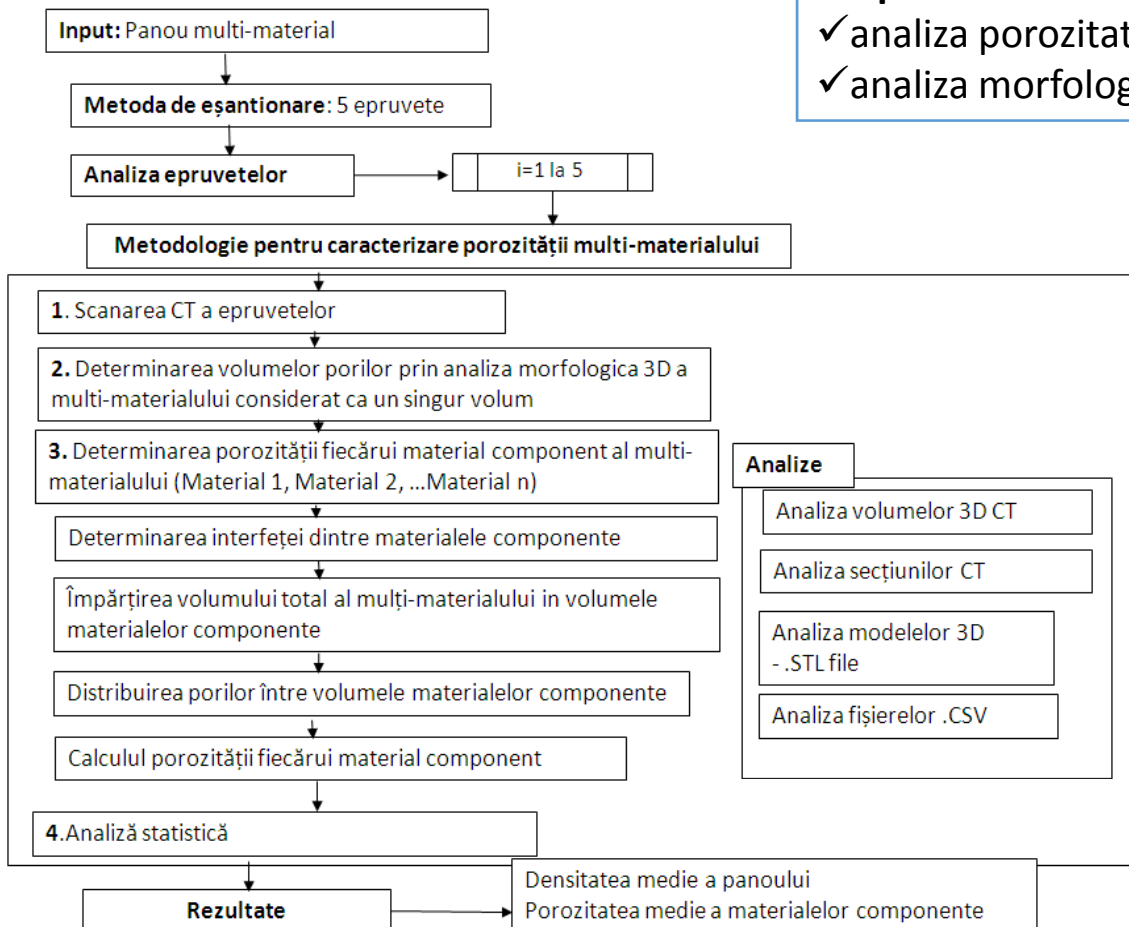 Input: Panou multi-material
✓analiza
✓analiza
Metoda de eșantionare: 5 epruvete
Analiza epruvetelor
i=1 la 5
Metodologie pentru caracterizare porozității multi-materialului
1. Scanarea CT a epruvetelor
2. Determinarea volumelor porilor prin analiza morfologica 3D a
multi-materialului considerat ca un singur volum
3. Determinarea porozității fiecărui material component al multi-
materialului (Material 1, Material 2, ...Material n)
Determinarea interfeței dintre materialele componente
Împărțirea volumului total al mulți-materialului in volumele
materialelor componente
Distribuirea porilor între volumele materialelor componente
Calculul porozității fiecărui material component
4.Analiză statistică
Analize
Analiza volumelor 3D CT
Analiza secțiunilor CT
Analiza modelelor 3D
- .STL file
Analiza fișierelor .CSV
Rezultate
Densitatea medie a panoului
Porozitatea medie a materialelor componente